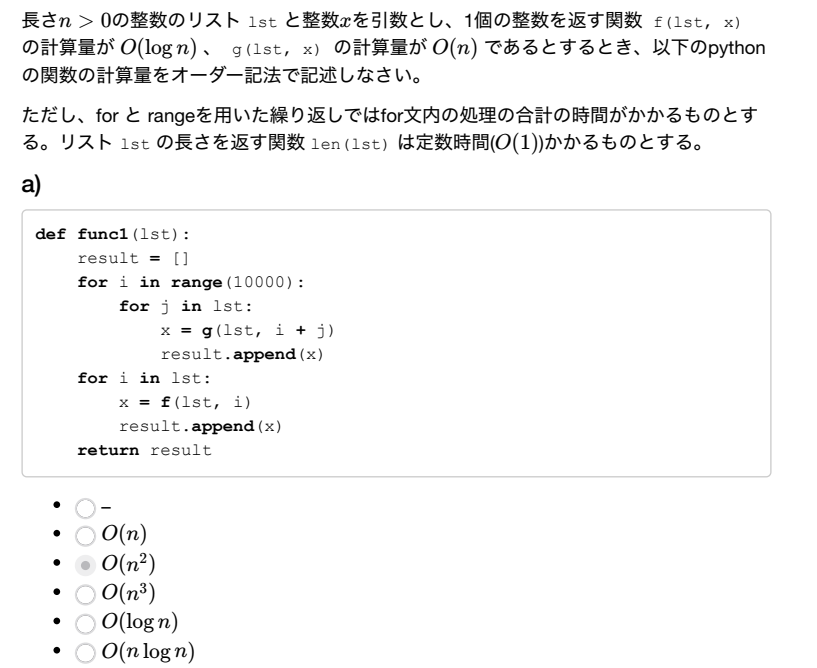 長さn > 0の整数のリスト lst と整数xを引数とし、1個の整数を返す関数 f(lst, x)
の計算量が O(log n) 、 g(lst, x) の計算量が O(n) であるとするとき、以下のpython
の関数の計算量をオーダー記法で記述しなさい。
ただし、for と rangeを用いた繰り返しではfor文内の処理の合計の時間がかかるものとす
る。リスト lst の長さを返す関数 len(lst) は定数時間(O(1))かかるものとする。
a)
def func1(lst):
    result = []
    for i in range(10000):
        for j in lst:
            x = g(lst, i + j)
            result.append(x)
    for i in lst:
        x = f(lst, i)
        result.append(x)
    return result
–
O(n)
O(n²)
O(n³)
O(log n)
O(n log n)